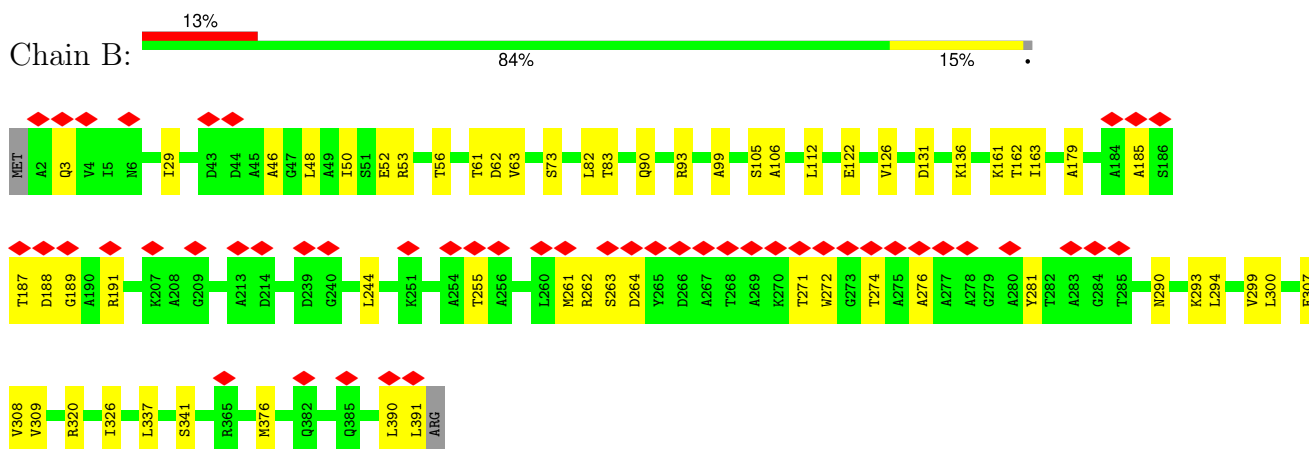 13%
Chain B:
84% 15% •
MET A2 Q3 V4 I5 N6 I29 D43 D44 A45 A46 G47 L48 A49 I50 S51 E52 R53 T56 T61 D62 V63 S73 L82 T83 Q90 R93 A99 S105 A106 L112 E122 V126 D131 K136 K161 T162 I163 A179 A184 A185 S186
T187 D188 G189 A190 R191 K207 A208 G209 A213 D214 D239 G240 L244 K251 A254 T255 A256 L260 M261 R262 S263 D264 Y265 D266 A267 T268 A269 K270 T271 W272 G273 T274 A275 A276 A277 A278 G279 A280 Y281 T282 A283 G284 T285 N290 K293 L294 V299 L300
V308 V309 R320 I326 L337 S341 R365 M376 Q382 Q385 L390 L391 ARG